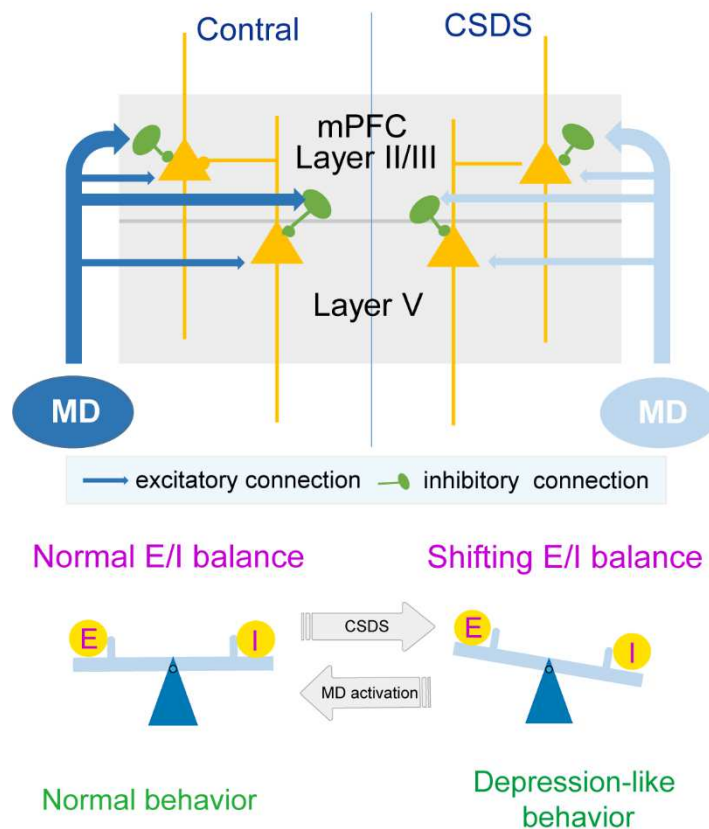 Contral
CSDS
mPFC
Layer II/III
Layer V
MD
MD
excitatory connection
inhibitory connection
Normal E/I balance
Shifting E/I balance
E
I
CSDS
E
I
MD activation
Normal behavior
Depression-like
behavior